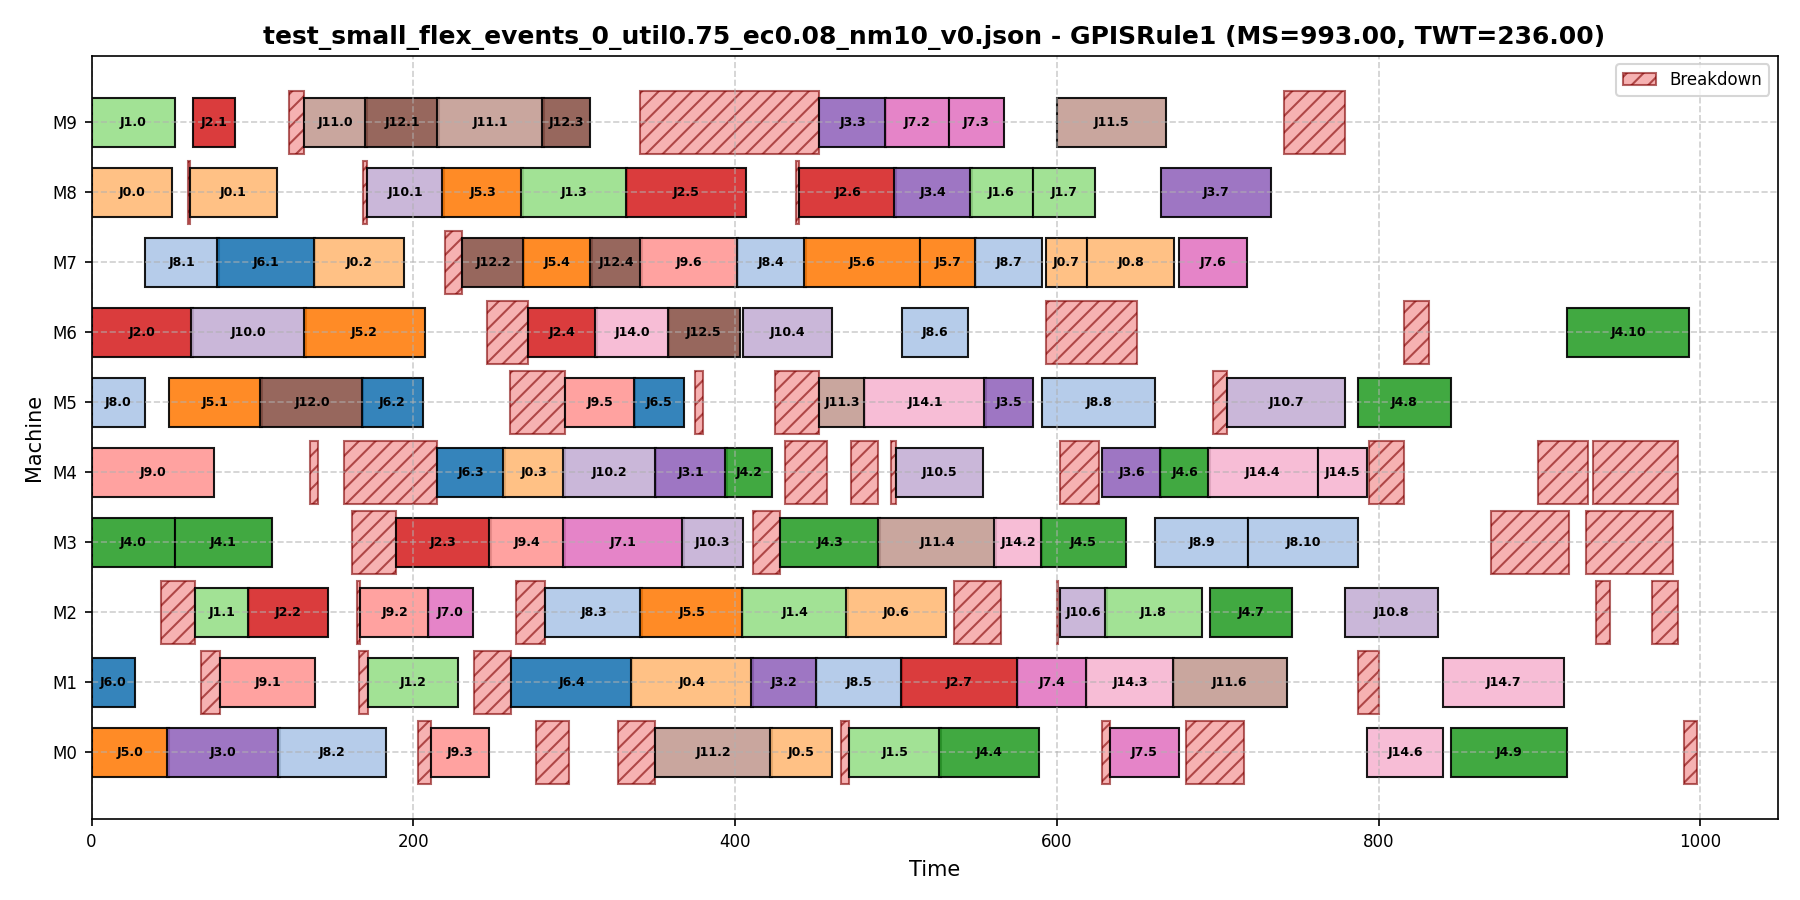 test_small_flex_events_0_util0.75_ec0.08_nm10_v0.json - GPISRule1 (MS=993.00, TWT=236.00)
Breakdown
M9 J1.0 J2.1 J11.0 J12.1 J11.1 J12.3 J3.3 J7.2 J7.3 J11.5
M8 J0.0 J0.1 J10.1 J5.3 J1.3 J2.5 J2.6 J3.4 J1.6 J1.7 J3.7
M7 J8.1 J6.1 J0.2 J12.2 J5.4 J12.4 J9.6 J8.4 J5.6 J5.7 J8.7 J0.7 J0.8 J7.6
M6 J2.0 J10.0 J5.2 J2.4 J14.0 J12.5 J10.4 J8.6 J4.10
M5 J8.0 J5.1 J12.0 J6.2 J9.5 J6.5 J11.3 J14.1 J3.5 J8.8 J10.7 J4.8
M4 J9.0 J6.3 J0.3 J10.2 J3.1 J4.2 J10.5 J3.6 J4.6 J14.4 J14.5
M3 J4.0 J4.1 J2.3 J9.4 J7.1 J10.3 J4.3 J11.4 J14.2 J4.5 J8.9 J8.10
M2 J1.1 J2.2 J9.2 J7.0 J8.3 J5.5 J1.4 J0.6 J10.6 J1.8 J4.7 J10.8
M1 J6.0 J9.1 J1.2 J6.4 J0.4 J3.2 J8.5 J2.7 J7.4 J14.3 J11.6 J14.7
M0 J5.0 J3.0 J8.2 J9.3 J11.2 J0.5 J1.5 J4.4 J7.5 J14.6 J4.9
Machine
0 200 400 600 800 1000
Time